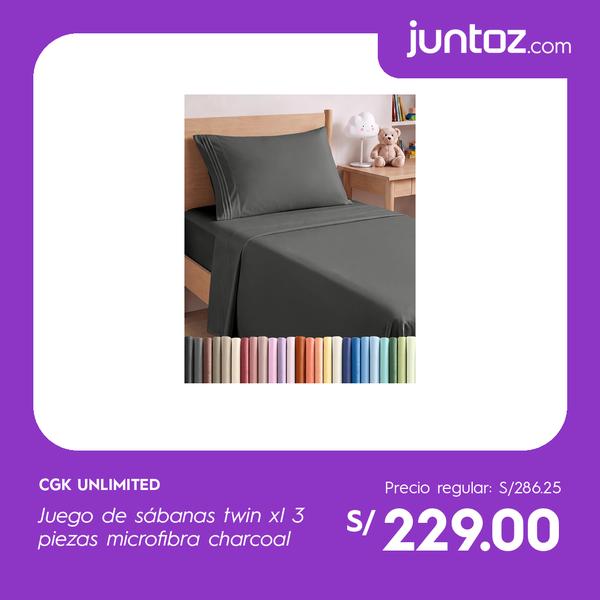 juntoz.com
CGK UNLIMITED
Juego de sábanas twin xl 3
piezas microfibra charcoal
Precio regular: S/286.25
S/ 229.00